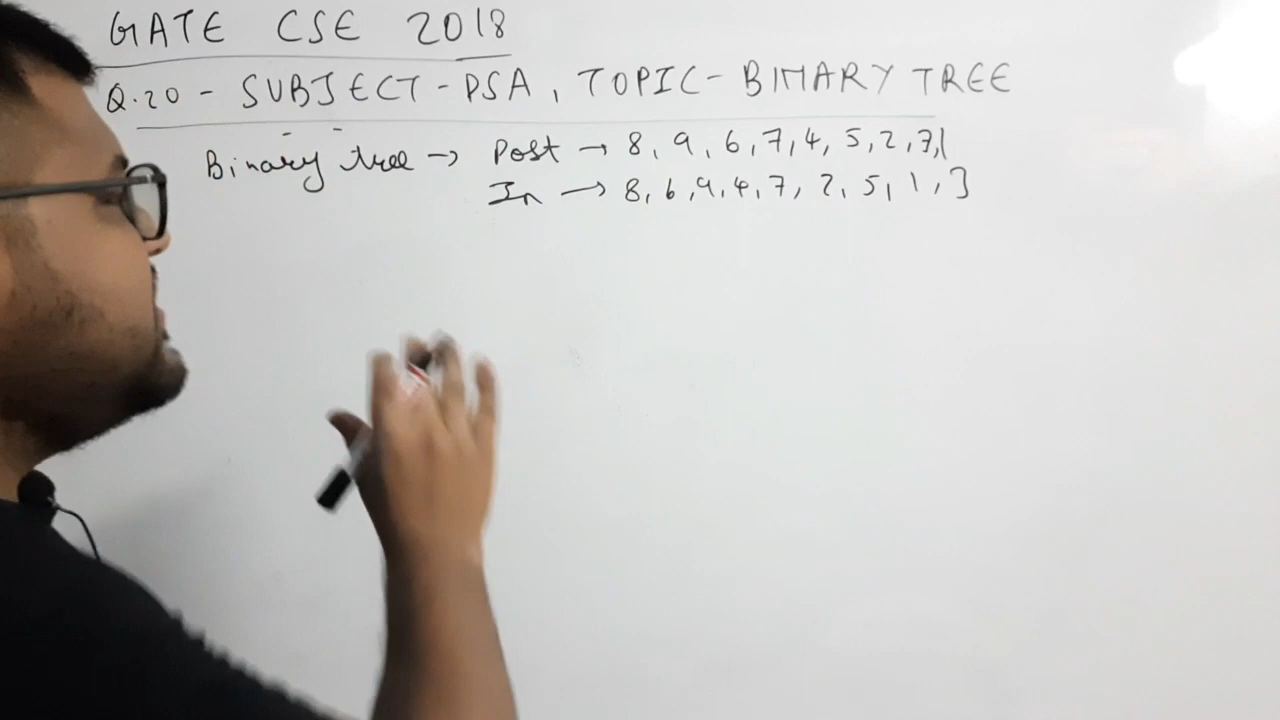 GATE CSE 2018
Q.20 - SUBJECT - DSA, TOPIC - BINARY TREE
Binary tree → Post → 8, 9, 6, 7, 4, 5, 2, 3, 1
In → 8, 6, 9, 4, 7, 2, 5, 1, 3